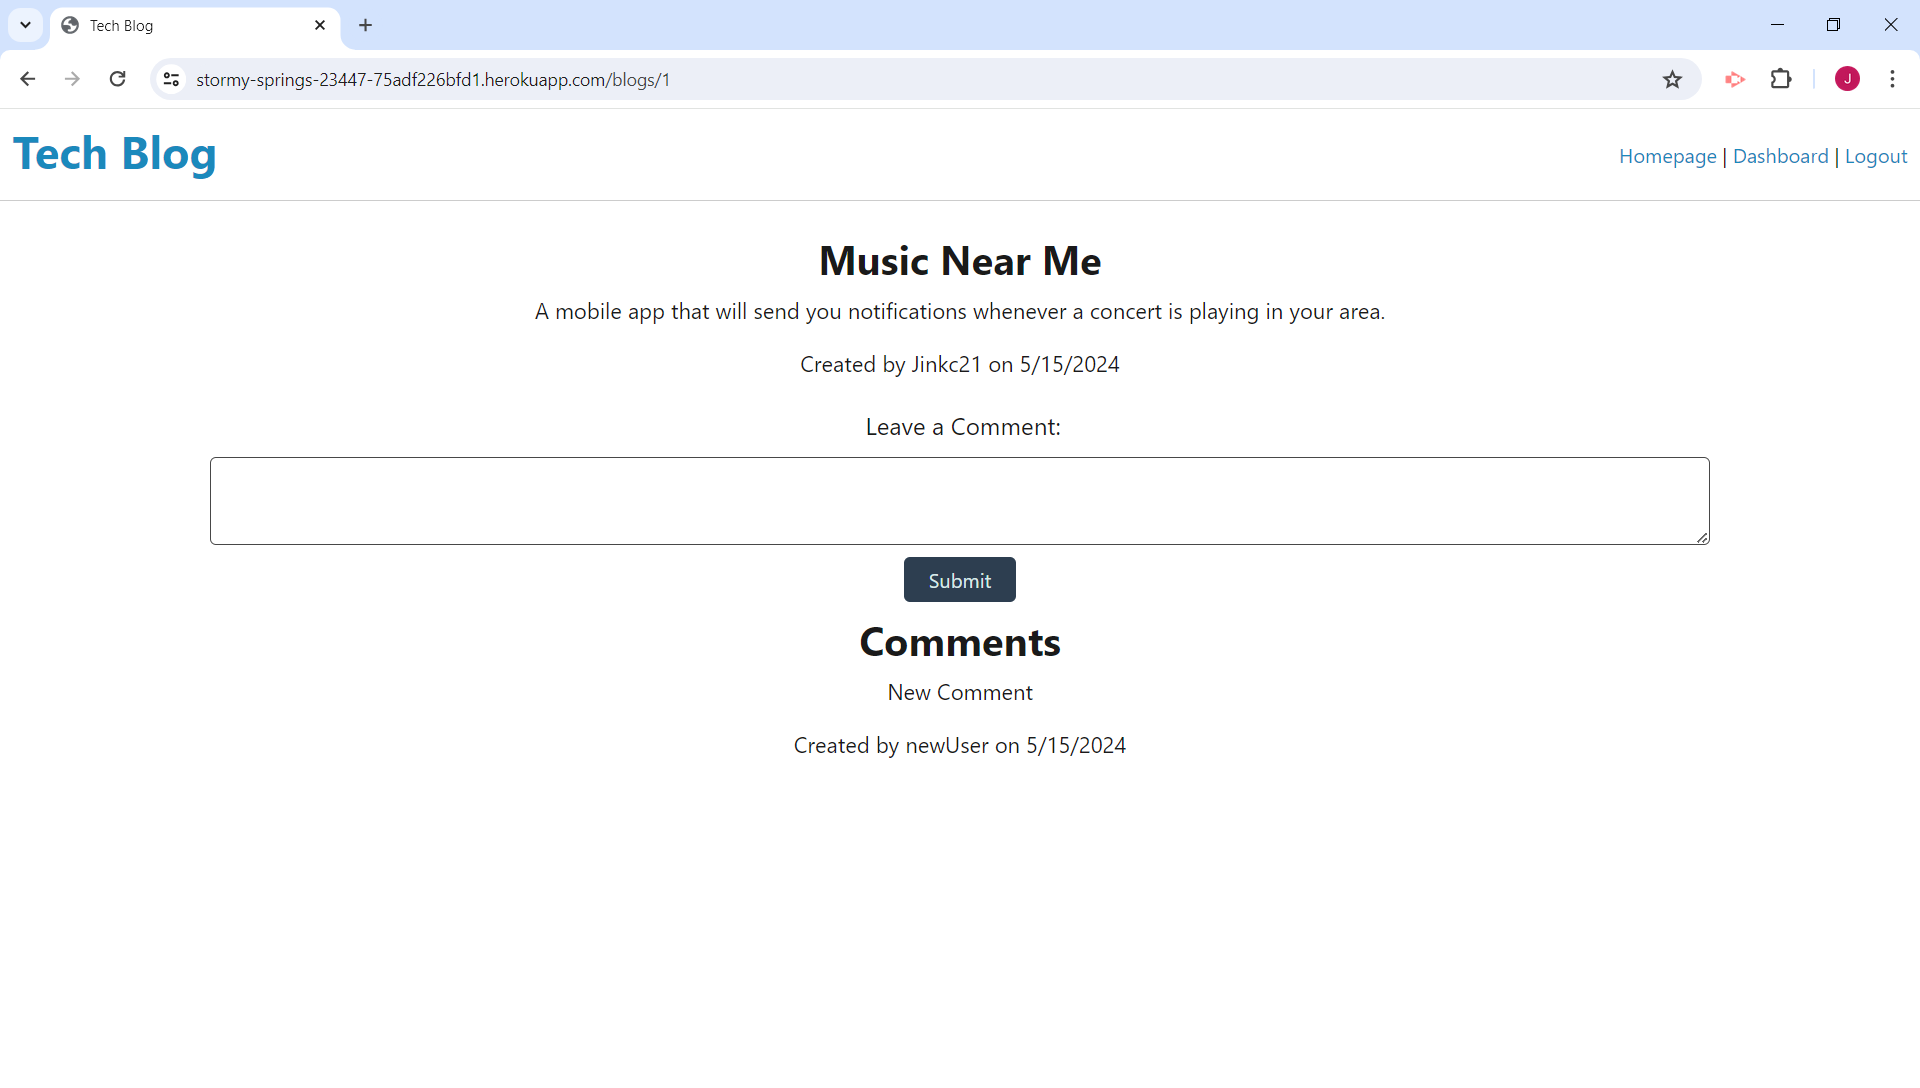 Tech Blog
stormy-springs-23447-75adf226bfd1.herokuapp.com/blogs/1
J
Tech Blog
Homepage | Dashboard | Logout
Music Near Me
A mobile app that will send you notifications whenever a concert is playing in your area.
Created by Jinkc21 on 5/15/2024
Leave a Comment:
Submit
Comments
New Comment
Created by newUser on 5/15/2024